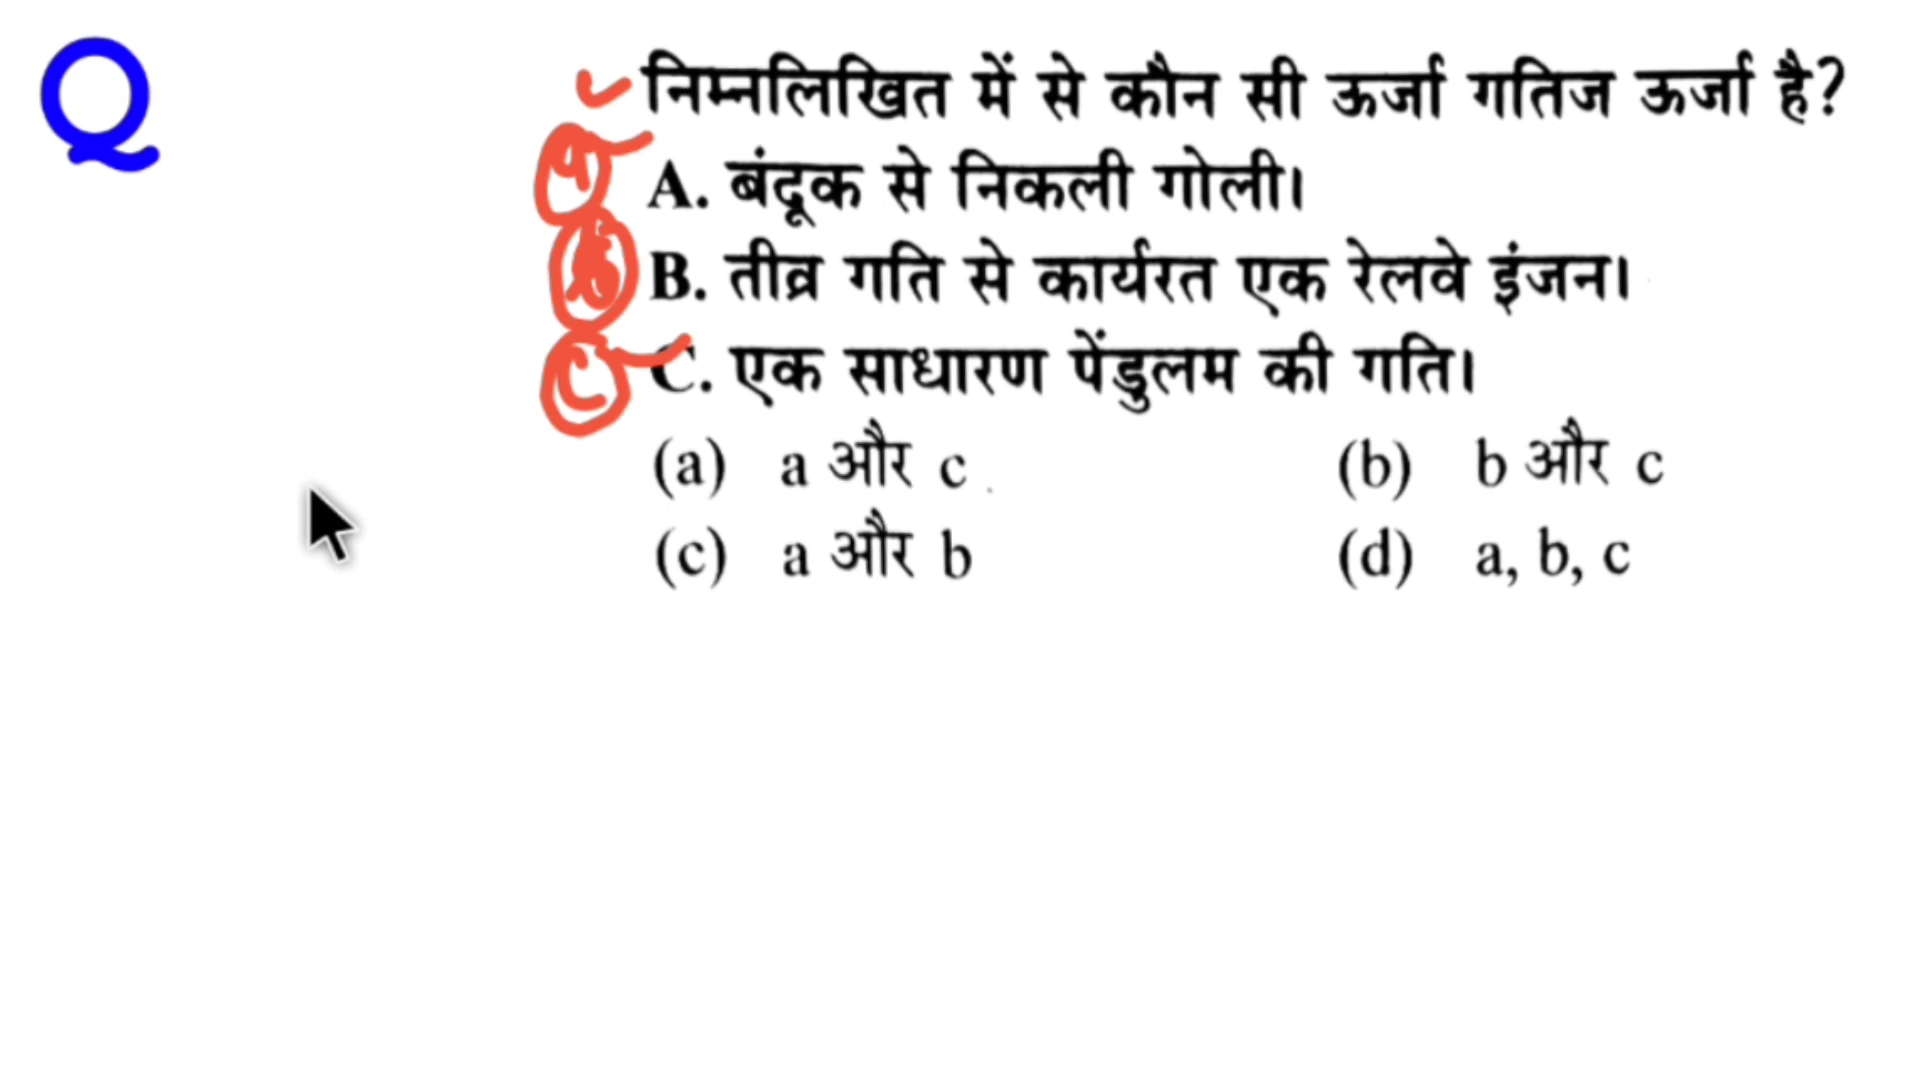 Q
निम्नलिखित में से कौन सी ऊर्जा गतिज ऊर्जा है?
A. बंदूक से निकली गोली।
B. तीव्र गति से कार्यरत एक रेलवे इंजन।
C. एक साधारण पेंडुलम की गति।
(a) a और c (b) b और c
(c) a और b (d) a, b, c